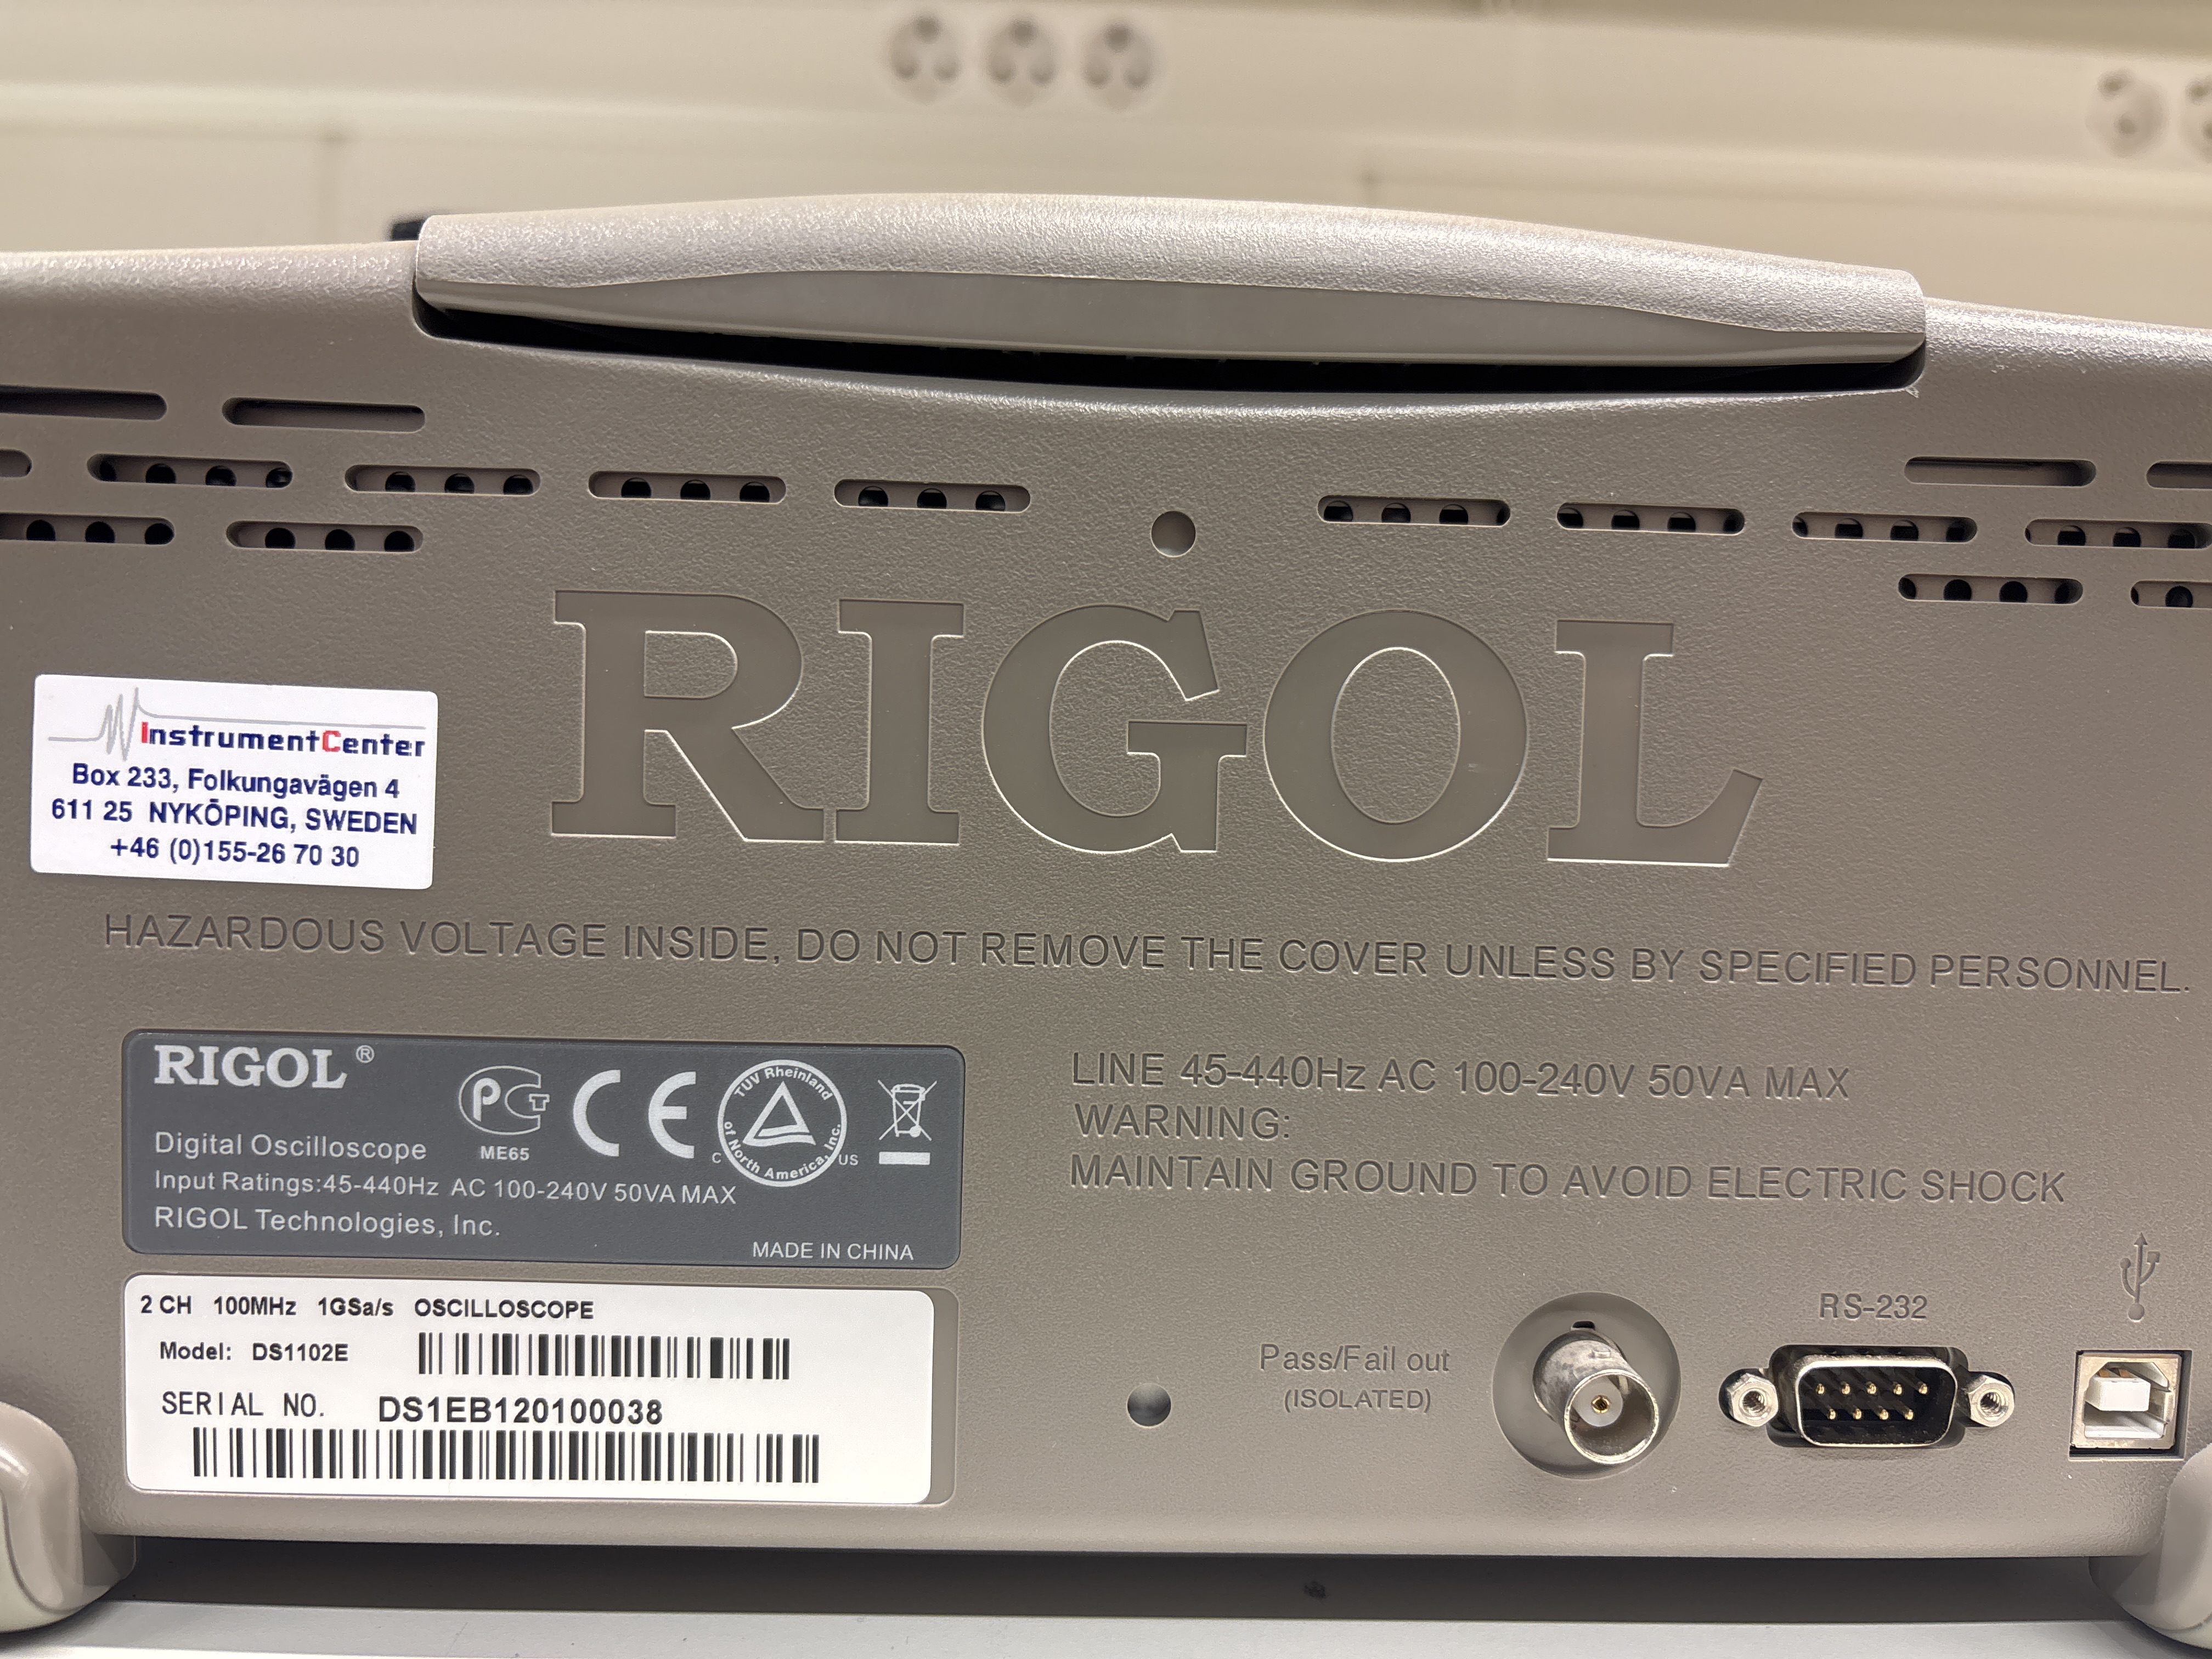 RIGOL
InstrumentCenter
Box 233, Folkungavägen 4
611 25 NYKÖPING, SWEDEN
+46 (0)155-26 70 30
HAZARDOUS VOLTAGE INSIDE, DO NOT REMOVE THE COVER UNLESS BY SPECIFIED PERSONNEL.
RIGOL ®
Digital Oscilloscope
Input Ratings:45-440Hz AC 100-240V 50VA MAX
RIGOL Technologies, Inc.
MADE IN CHINA
PCT
ME65
CE
TUV Rheinland
of North America, Inc.
C US
LINE 45-440Hz AC 100-240V 50VA MAX
WARNING:
MAINTAIN GROUND TO AVOID ELECTRIC SHOCK
2 CH 100MHz 1GSa/s OSCILLOSCOPE
Model: DS1102E
SERIAL NO. DS1EB120100038
Pass/Fail out
(ISOLATED)
RS-232